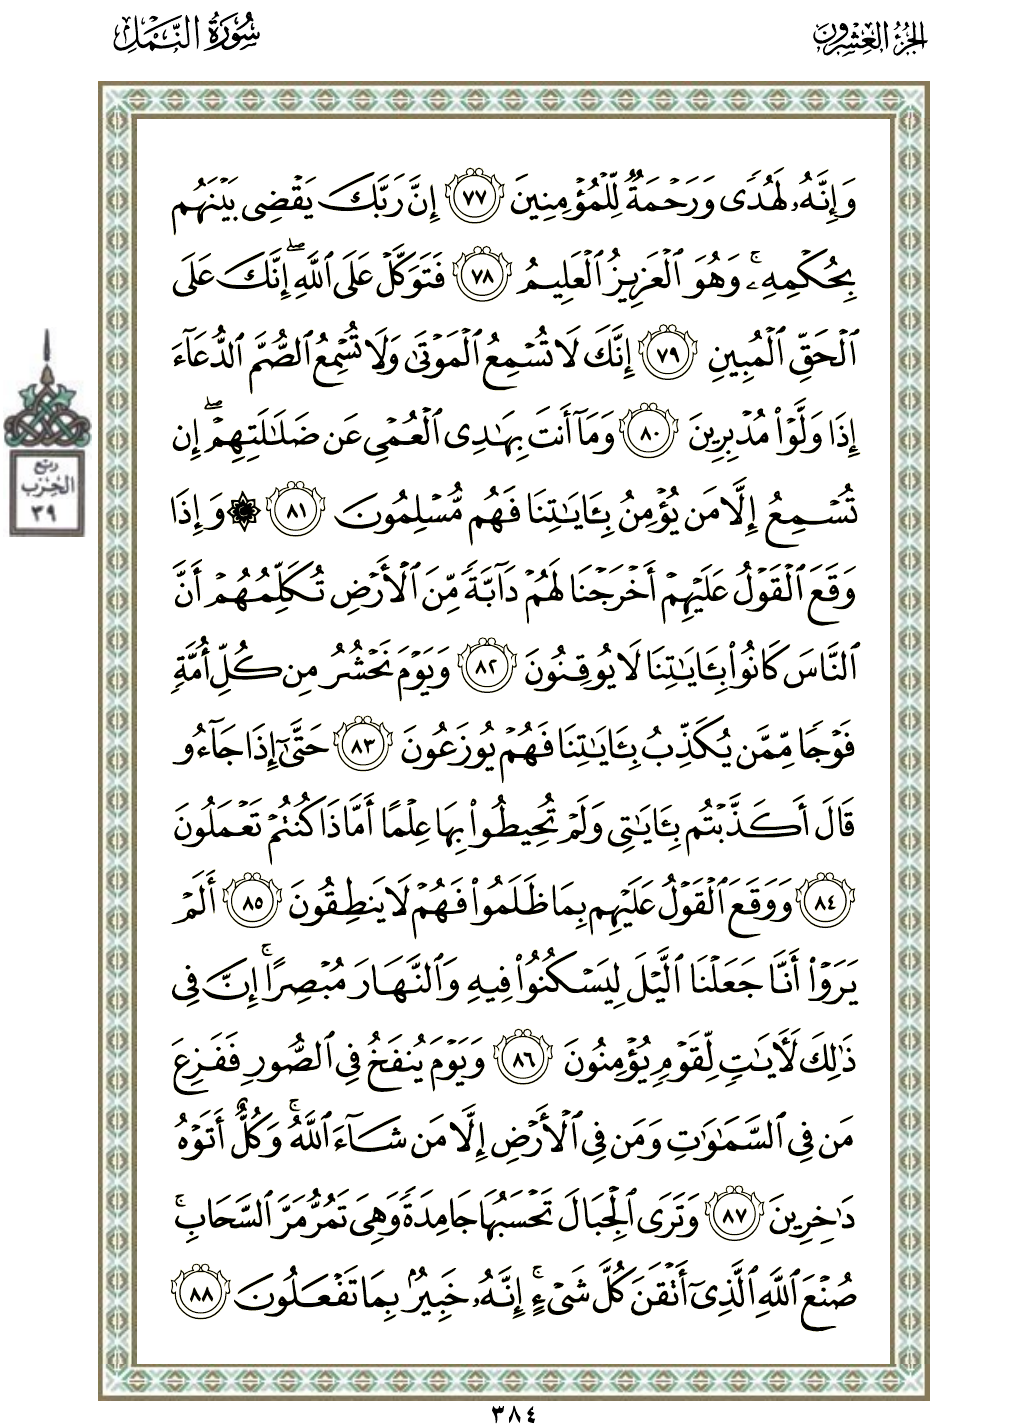 الجزء العشرون
سورة النمل
وَإِنَّهُۥ لَهُدًى وَرَحْمَةٌ لِّلْمُؤْمِنِينَ ٧٧ إِنَّ رَبَّكَ يَقْضِى بَيْنَهُم
بِحُكْمِهِۦ ۚ وَهُوَ ٱلْعَزِيزُ ٱلْعَلِيمُ ٧٨ فَتَوَكَّلْ عَلَى ٱللَّهِ ۖ إِنَّكَ عَلَى
ٱلْحَقِّ ٱلْمُبِينِ ٧٩ إِنَّكَ لَا تُسْمِعُ ٱلْمَوْتَىٰ وَلَا تُسْمِعُ ٱلصُّمَّ ٱلدُّعَآءَ
إِذَا وَلَّوْا۟ مُدْبِرِينَ ٨٠ وَمَآ أَنتَ بِهَـٰدِى ٱلْعُمْىِ عَن ضَلَـٰلَتِهِمْ ۖ إِن
تُسْمِعُ إِلَّا مَن يُؤْمِنُ بِـَٔايَـٰتِنَا فَهُم مُّسْلِمُونَ ٨١ ۞ وَإِذَا
وَقَعَ ٱلْقَوْلُ عَلَيْهِمْ أَخْرَجْنَا لَهُمْ دَآبَّةً مِّنَ ٱلْأَرْضِ تُكَلِّمُهُمْ أَنَّ
ٱلنَّاسَ كَانُوا۟ بِـَٔايَـٰتِنَا لَا يُوقِنُونَ ٨٢ وَيَوْمَ نَحْشُرُ مِن كُلِّ أُمَّةٍ
فَوْجًا مِّمَّن يُكَذِّبُ بِـَٔايَـٰتِنَا فَهُمْ يُوزَعُونَ ٨٣ حَتَّىٰٓ إِذَا جَآءُو
قَالَ أَكَذَّبْتُم بِـَٔايَـٰتِى وَلَمْ تُحِيطُوا۟ بِهَا عِلْمًا أَمَّاذَا كُنتُمْ تَعْمَلُونَ
٨٤ وَوَقَعَ ٱلْقَوْلُ عَلَيْهِم بِمَا ظَلَمُوا۟ فَهُمْ لَا يَنطِقُونَ ٨٥ أَلَمْ
يَرَوْا۟ أَنَّا جَعَلْنَا ٱلَّيْلَ لِيَسْكُنُوا۟ فِيهِ وَٱلنَّهَارَ مُبْصِرًا ۚ إِنَّ فِى
ذَٰلِكَ لَـَٔايَـٰتٍ لِّقَوْمٍ يُؤْمِنُونَ ٨٦ وَيَوْمَ يُنفَخُ فِى ٱلصُّورِ فَفَزِعَ
مَن فِى ٱلسَّمَـٰوَٰتِ وَمَن فِى ٱلْأَرْضِ إِلَّا مَن شَآءَ ٱللَّهُ ۚ وَكُلٌّ أَتَوْهُ
دَٰخِرِينَ ٨٧ وَتَرَى ٱلْجِبَالَ تَحْسَبُهَا جَامِدَةً وَهِىَ تَمُرُّ مَرَّ ٱلسَّحَابِ ۚ
صُنْعَ ٱللَّهِ ٱلَّذِىٓ أَتْقَنَ كُلَّ شَىْءٍ ۚ إِنَّهُۥ خَبِيرٌۢ بِمَا تَفْعَلُونَ ٨٨
ربع
الحزب
٣٩
٣٨٤